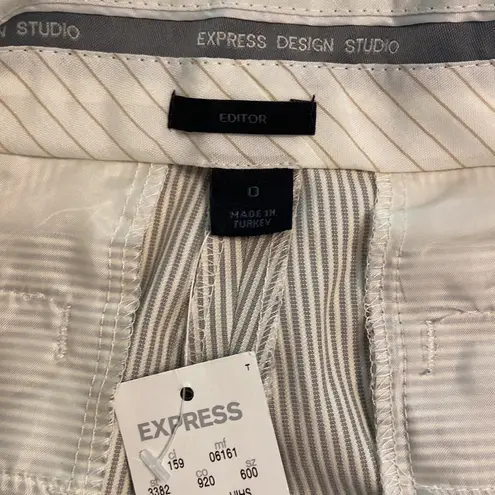 N STUDIO EXPRESS DESIGN STUDIO
EDITOR
0
MADE IN
TURKEY
T
EXPRESS
cl mf
159 06161 sz
st co 600
3382 920